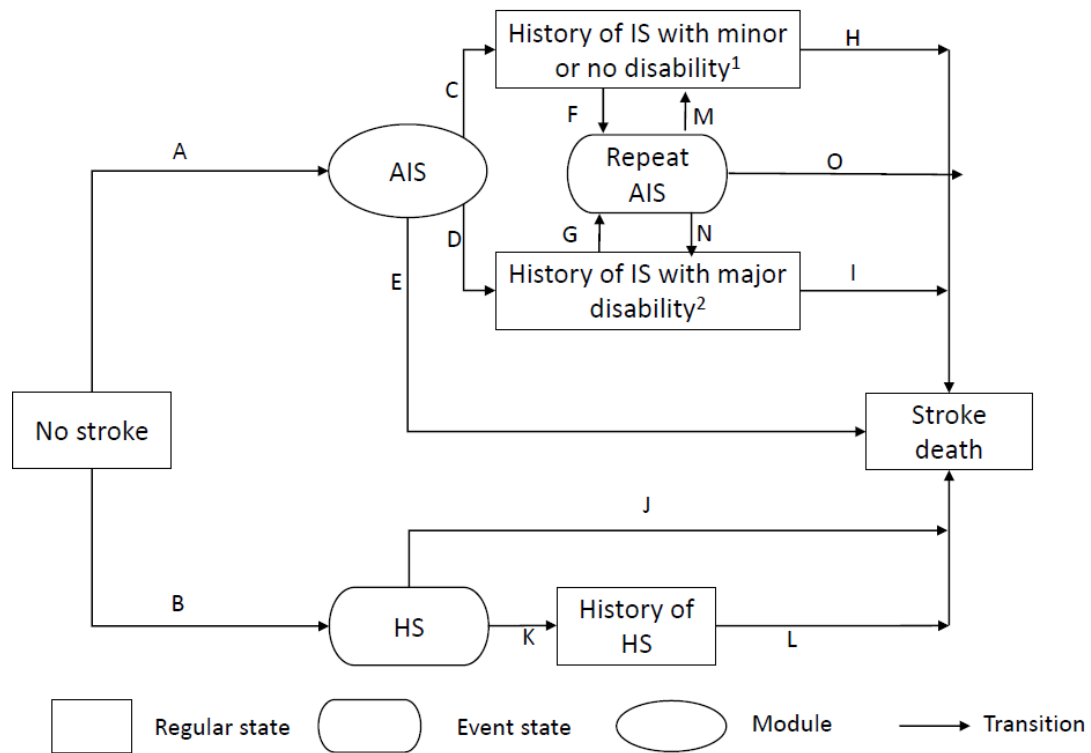 History of IS with minor
or no disability¹
H
C
F
M
A
AIS
Repeat
AIS
O
D
G
N
E
History of IS with major
disability²
I
No stroke
Stroke
death
J
B
HS
K
History of
HS
L
Regular state
Event state
Module
Transition